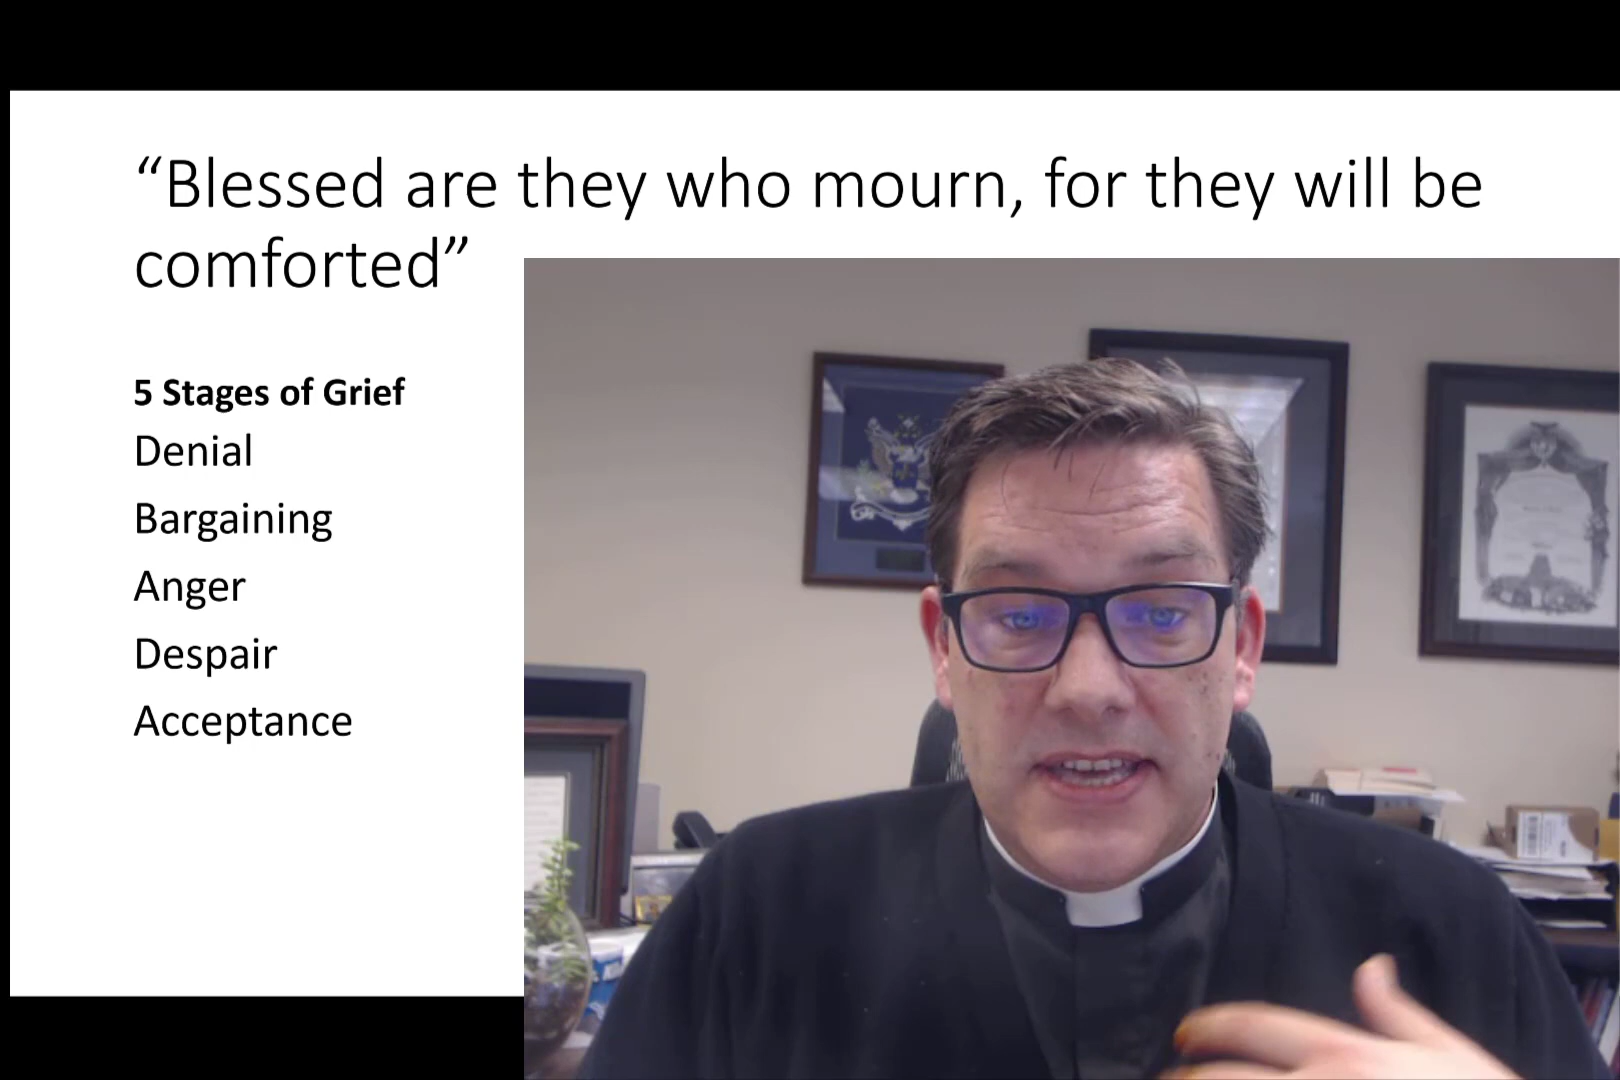 “Blessed are they who mourn, for they will be
comforted”
5 Stages of Grief
Denial
Bargaining
Anger
Despair
Acceptance